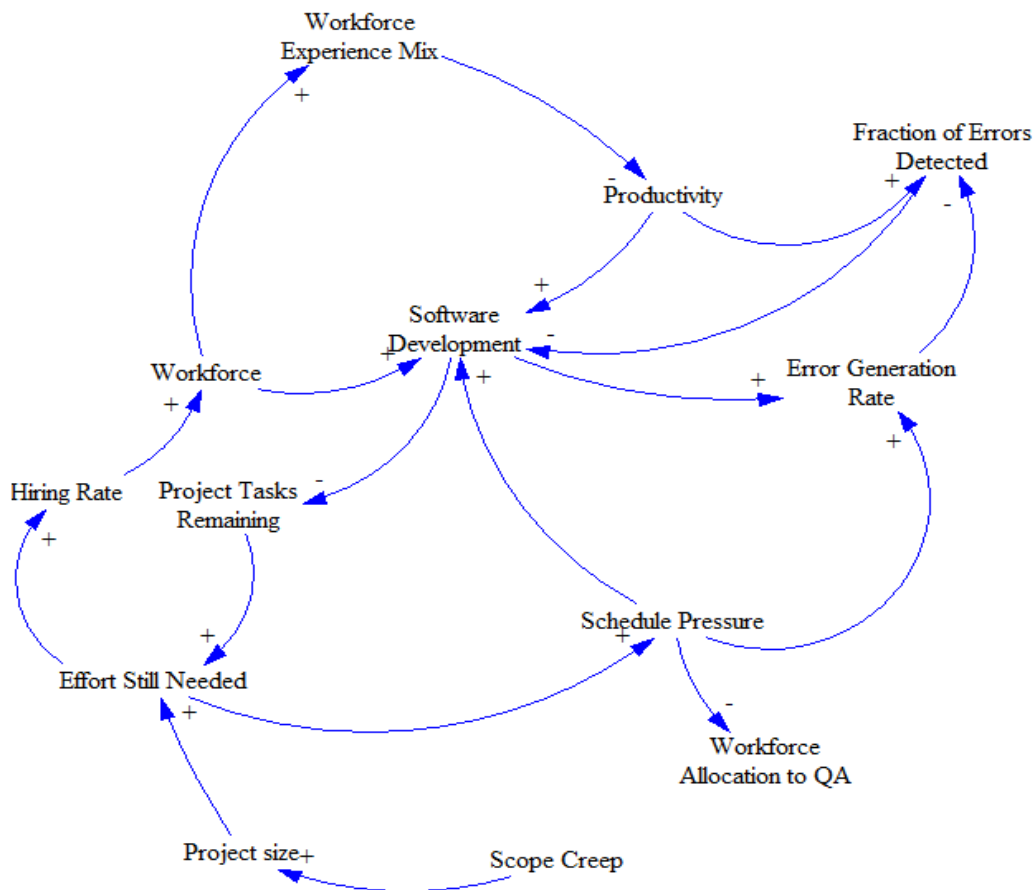 Workforce
Experience Mix
+
Fraction of Errors
Detected
+
-
-
Productivity
+
Software
Development
-
+
+
Error Generation
Rate
+
+
Workforce
+
Hiring Rate
+
Project Tasks
Remaining
-
+
Schedule Pressure
+
Effort Still Needed
+
-
Workforce
Allocation to QA
Project size
+
Scope Creep